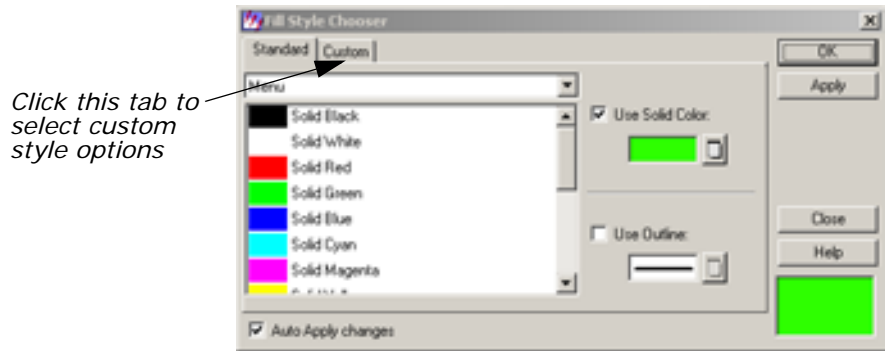 Fill Style Chooser
Standard
Custom
OK
Menu
Apply
Click this tab to
select custom
style options
Solid Black
Solid White
Solid Red
Solid Green
Solid Blue
Solid Cyan
Solid Magenta
Use Solid Color:
Use Outline:
Close
Help
Auto Apply changes